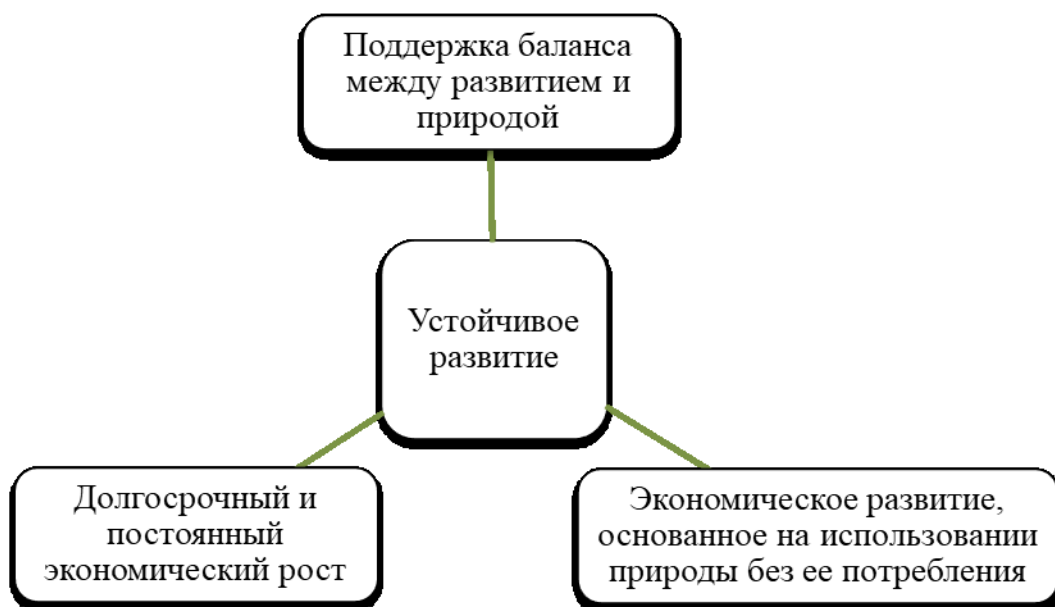 Поддержка баланса
между развитием и
природой
Устойчивое
развитие
Долгосрочный и
постоянный
экономический рост
Экономическое развитие,
основанное на использовании
природы без ее потребления